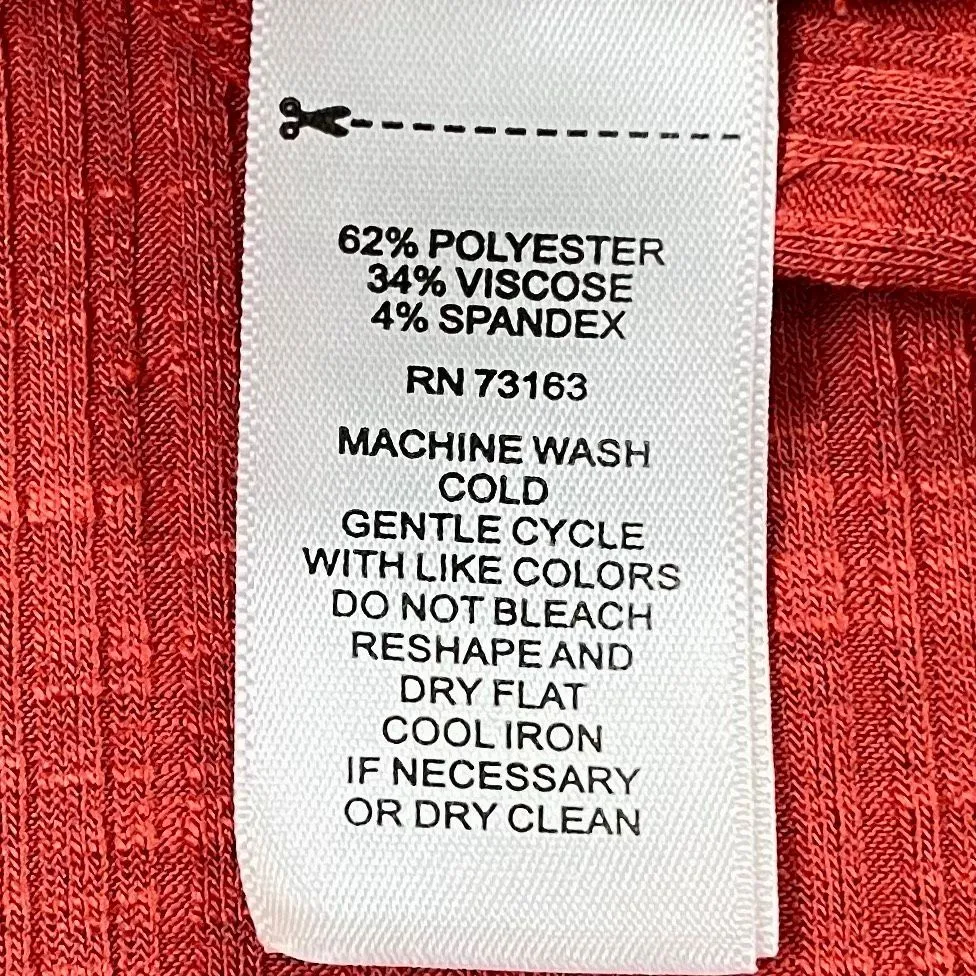 62% POLYESTER
34% VISCOSE
4% SPANDEX
RN 73163
MACHINE WASH
COLD
GENTLE CYCLE
WITH LIKE COLORS
DO NOT BLEACH
RESHAPE AND
DRY FLAT
COOL IRON
IF NECESSARY
OR DRY CLEAN